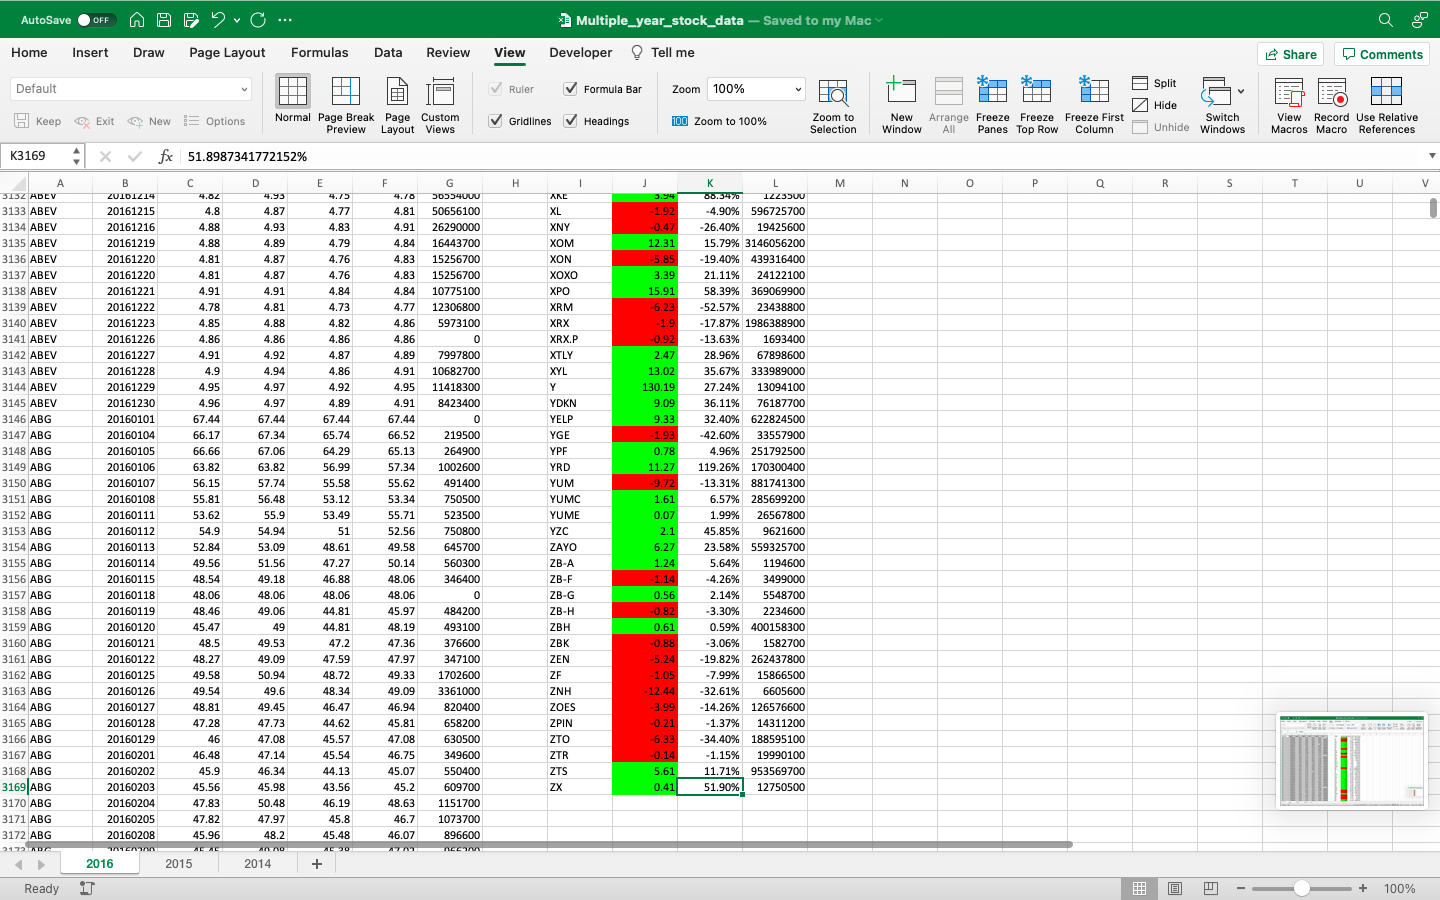 AutoSave OFF Multiple_year_stock_data — Saved to my Mac
Home Insert Draw Page Layout Formulas Data Review View Developer Tell me Share Comments
Default Ruler Formula Bar Zoom 100% Split
Keep Exit New Options Normal Page Break Preview Page Layout Custom Views Gridlines Headings Zoom to 100% Zoom to Selection New Window Arrange All Freeze Panes Freeze Top Row Freeze First Column Hide Unhide Switch Windows View Macros Record Macro Use Relative References
K3169 fx 51.8987341772152%
A B C D E F G H I J K L M N O P Q R S T U V
3132 ABEV 20161214 4.82 4.93 4.75 4.78 56554000 XKE 3.94 88.34% 1223500
3133 ABEV 20161215 4.8 4.87 4.77 4.81 50656100 XL -1.92 -4.90% 596725700
3134 ABEV 20161216 4.88 4.93 4.83 4.91 26290000 XNY -0.47 -26.40% 19425600
3135 ABEV 20161219 4.88 4.89 4.79 4.84 16443700 XOM 12.31 15.79% 3146056200
3136 ABEV 20161220 4.81 4.87 4.76 4.83 15256700 XON -5.85 -19.40% 439316400
3137 ABEV 20161220 4.81 4.87 4.76 4.83 15256700 XOXO 3.39 21.11% 24122100
3138 ABEV 20161221 4.91 4.91 4.84 4.84 10775100 XPO 15.91 58.39% 369069900
3139 ABEV 20161222 4.78 4.81 4.73 4.77 12306800 XRM -6.23 -52.57% 23438800
3140 ABEV 20161223 4.85 4.88 4.82 4.86 5973100 XRX -1.9 -17.87% 1986388900
3141 ABEV 20161226 4.86 4.86 4.86 4.86 0 XRX.P -0.92 -13.63% 1693400
3142 ABEV 20161227 4.91 4.92 4.87 4.89 7997800 XTLY 2.47 28.96% 67898600
3143 ABEV 20161228 4.9 4.94 4.86 4.91 10682700 XYL 13.02 35.67% 333989000
3144 ABEV 20161229 4.95 4.97 4.92 4.95 11418300 Y 130.19 27.24% 13094100
3145 ABEV 20161230 4.96 4.97 4.89 4.91 8423400 YDKN 9.09 36.11% 76187700
3146 ABG 20160101 67.44 67.44 67.44 67.44 0 YELP 9.33 32.40% 622824500
3147 ABG 20160104 66.17 67.34 65.74 66.52 219500 YGE -1.93 -42.60% 33557900
3148 ABG 20160105 66.66 67.06 64.29 65.13 264900 YPF 0.78 4.96% 251792500
3149 ABG 20160106 63.82 63.82 56.99 57.34 1002600 YRD 11.27 119.26% 170300400
3150 ABG 20160107 56.15 57.74 55.58 55.62 491400 YUM -9.72 -13.31% 881741300
3151 ABG 20160108 55.81 56.48 53.12 53.34 750500 YUMC 1.61 6.57% 285699200
3152 ABG 20160111 53.62 55.9 53.49 55.71 523500 YUME 0.07 1.99% 26567800
3153 ABG 20160112 54.9 54.94 51 52.56 750800 YZC 2.1 45.85% 9621600
3154 ABG 20160113 52.84 53.09 48.61 49.58 645700 ZAYO 6.27 23.58% 559325700
3155 ABG 20160114 49.56 51.56 47.27 50.14 560300 ZB-A 1.24 5.64% 1194600
3156 ABG 20160115 48.54 49.18 46.88 48.06 346400 ZB-F -1.14 -4.26% 3499000
3157 ABG 20160118 48.06 48.06 48.06 48.06 0 ZB-G 0.56 2.14% 5548700
3158 ABG 20160119 48.46 49.06 44.81 45.97 484200 ZB-H -0.82 -3.30% 2234600
3159 ABG 20160120 45.47 49 44.81 48.19 493100 ZBH 0.61 0.59% 400158300
3160 ABG 20160121 48.5 49.53 47.2 47.36 376600 ZBK -0.88 -3.06% 1582700
3161 ABG 20160122 48.27 49.09 47.59 47.97 347100 ZEN -5.24 -19.82% 262437800
3162 ABG 20160125 49.58 50.94 48.72 49.33 1702600 ZF -1.05 -7.99% 15866500
3163 ABG 20160126 49.54 49.6 48.34 49.09 3361000 ZNH -12.44 -32.61% 6605600
3164 ABG 20160127 48.81 49.45 46.47 46.94 820400 ZOES -3.99 -14.26% 126576600
3165 ABG 20160128 47.28 47.73 44.62 45.81 658200 ZPIN -0.21 -1.37% 14311200
3166 ABG 20160129 46 47.08 45.57 47.08 630500 ZTO -6.33 -34.40% 188595100
3167 ABG 20160201 46.48 47.14 45.54 46.75 349600 ZTR -0.14 -1.15% 19990100
3168 ABG 20160202 45.9 46.34 44.13 45.07 550400 ZTS 5.61 11.71% 953569700
3169 ABG 20160203 45.56 45.98 43.56 45.2 609700 ZX 0.41 51.90% 12750500
3170 ABG 20160204 47.83 50.48 46.19 48.63 1151700
3171 ABG 20160205 47.82 47.97 45.8 46.7 1073700
3172 ABG 20160208 45.96 48.2 45.48 46.07 896600
2016 2015 2014
Ready 100%